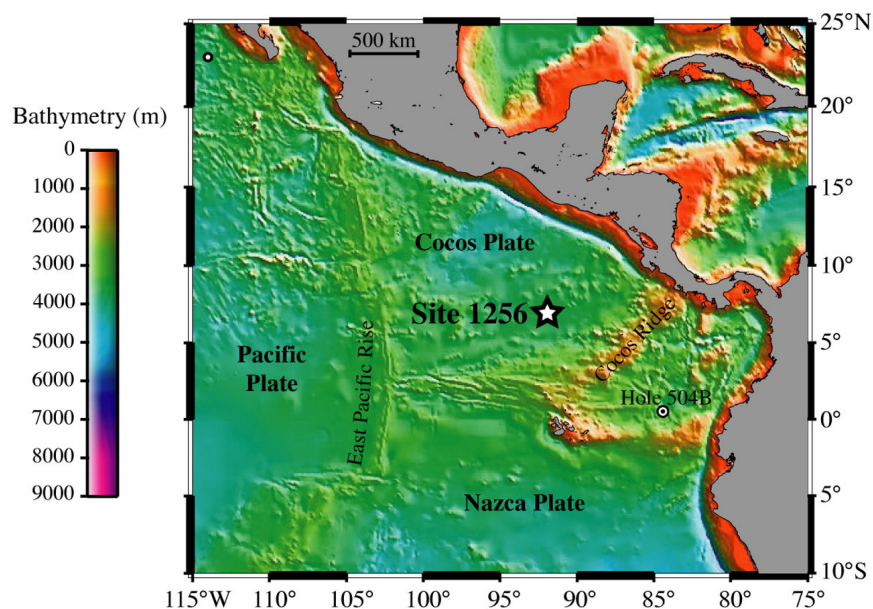 25°N
500 km
20°
Bathymetry (m)
0
1000
2000
3000
4000
5000
6000
7000
8000
9000
15°
Cocos Plate
10°
Site 1256
Cocos Ridge
Pacific
Plate
East Pacific Rise
5°
Hole 504B
0°
Nazca Plate
5°
10°S
115°W 110° 105° 100° 95° 90° 85° 80° 75°